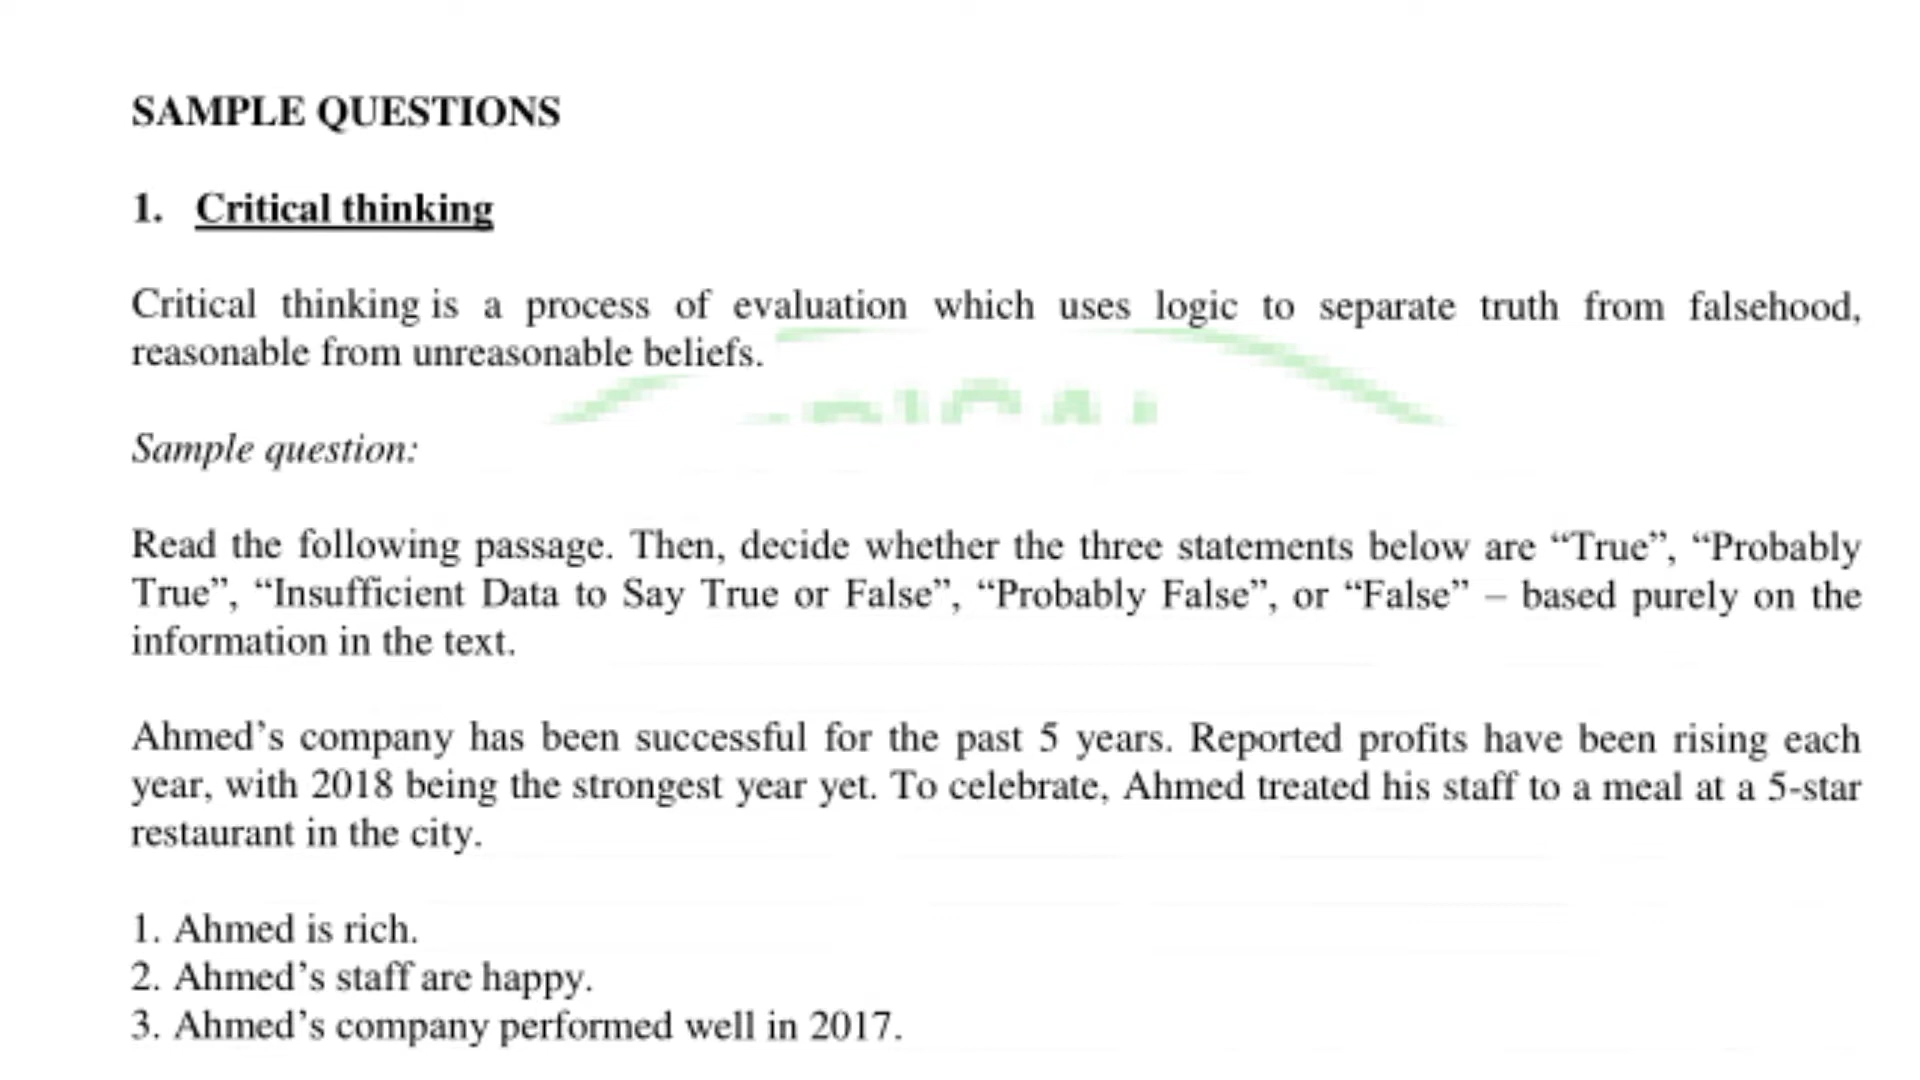 SAMPLE QUESTIONS
1. Critical thinking
Critical thinking is a process of evaluation which uses logic to separate truth from falsehood,
reasonable from unreasonable beliefs.
Sample question:
Read the following passage. Then, decide whether the three statements below are “True”, “Probably
True”, “Insufficient Data to Say True or False”, “Probably False”, or “False” – based purely on the
information in the text.
Ahmed’s company has been successful for the past 5 years. Reported profits have been rising each
year, with 2018 being the strongest year yet. To celebrate, Ahmed treated his staff to a meal at a 5-star
restaurant in the city.
1. Ahmed is rich.
2. Ahmed’s staff are happy.
3. Ahmed’s company performed well in 2017.